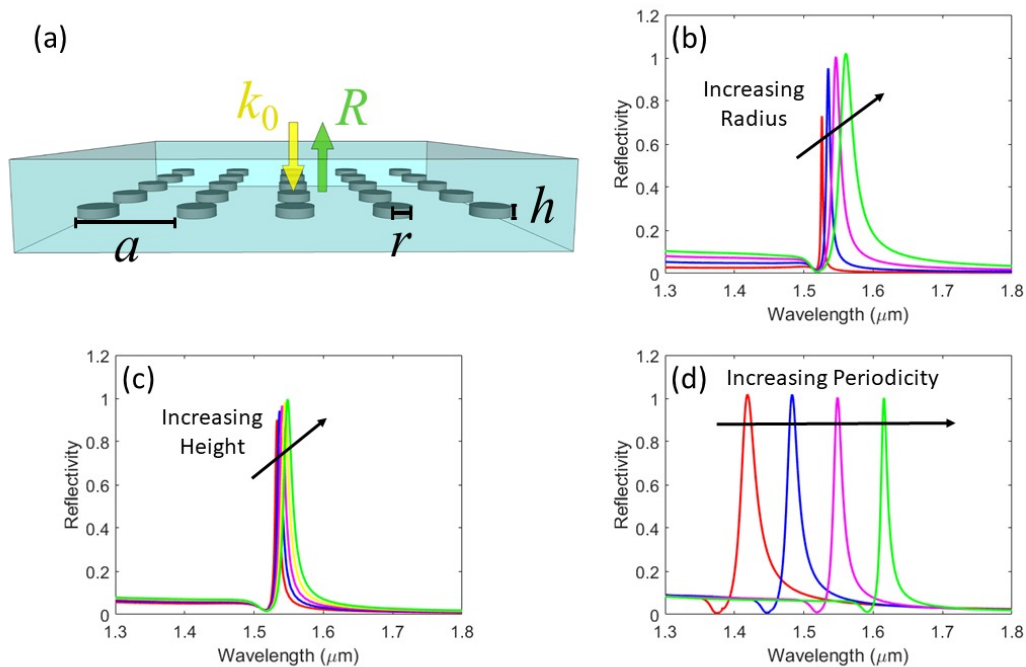 (a)
k0
R
a
r
h
(b)
Increasing
Radius
Reflectivity
1.2
1
0.8
0.6
0.4
0.2
0
1.3
1.4
1.5
1.6
1.7
1.8
Wavelength (μm)
(c)
Increasing
Height
Reflectivity
1.2
1
0.8
0.6
0.4
0.2
0
1.3
1.4
1.5
1.6
1.7
1.8
Wavelength (μm)
(d)
Increasing Periodicity
Reflectivity
1.2
1
0.8
0.6
0.4
0.2
0
1.3
1.4
1.5
1.6
1.7
1.8
Wavelength (μm)